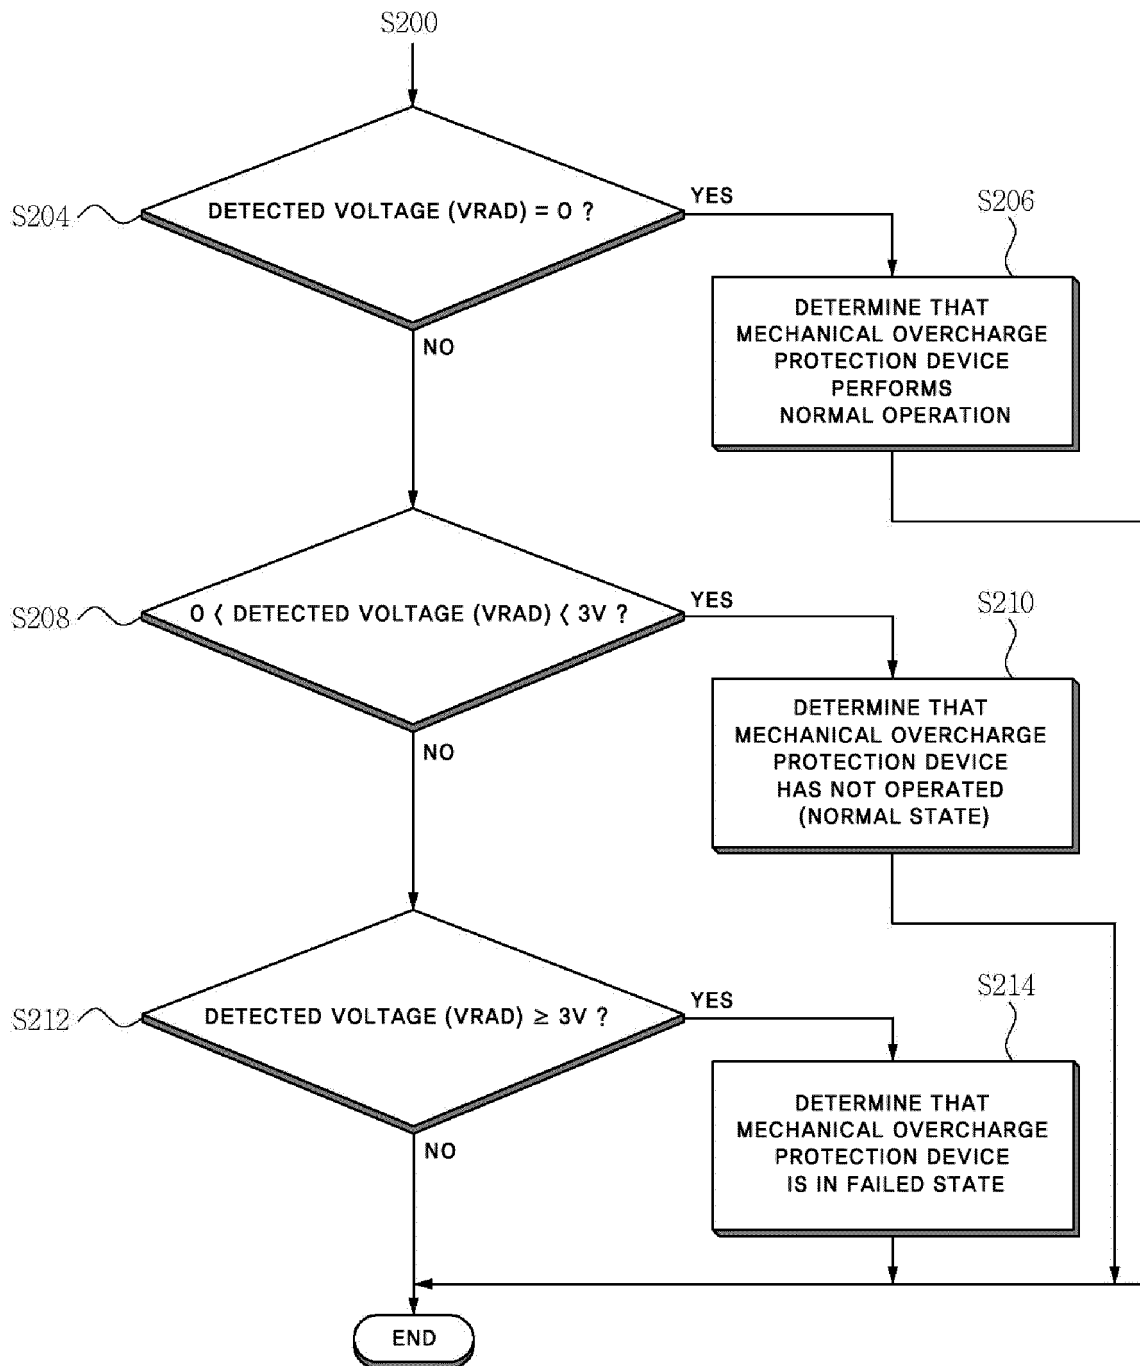 S200
S204
DETECTED VOLTAGE (VRAD) = 0 ?
YES
NO
S206
DETERMINE THAT
MECHANICAL OVERCHARGE
PROTECTION DEVICE
PERFORMS
NORMAL OPERATION
S208
0 < DETECTED VOLTAGE (VRAD) < 3V ?
YES
NO
S210
DETERMINE THAT
MECHANICAL OVERCHARGE
PROTECTION DEVICE
HAS NOT OPERATED
(NORMAL STATE)
S212
DETECTED VOLTAGE (VRAD) ≥ 3V ?
YES
NO
S214
DETERMINE THAT
MECHANICAL OVERCHARGE
PROTECTION DEVICE
IS IN FAILED STATE
END